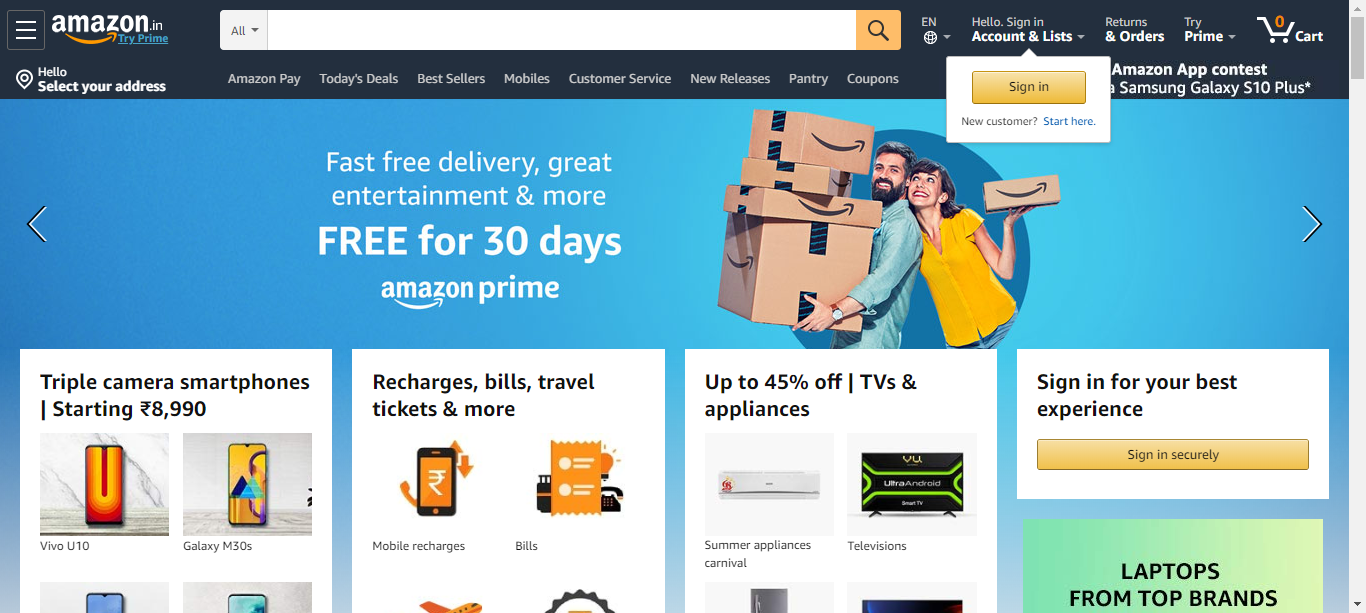 amazon.in
Try Prime
All
EN
Hello. Sign in
Account & Lists
Returns
& Orders
Try
Prime
0
Cart
Hello
Select your address
Amazon Pay
Today's Deals
Best Sellers
Mobiles
Customer Service
New Releases
Pantry
Coupons
Amazon App contest
a Samsung Galaxy S10 Plus*
Sign in
New customer? Start here.
Fast free delivery, great
entertainment & more
FREE for 30 days
amazon prime
Triple camera smartphones
| Starting ₹8,990
Vivo U10
Galaxy M30s
Recharges, bills, travel
tickets & more
₹
Mobile recharges
Bills
Up to 45% off | TVs &
appliances
Summer appliances
carnival
VU
UltraAndroid
Smart TV
Televisions
Sign in for your best
experience
Sign in securely
LAPTOPS
FROM TOP BRANDS